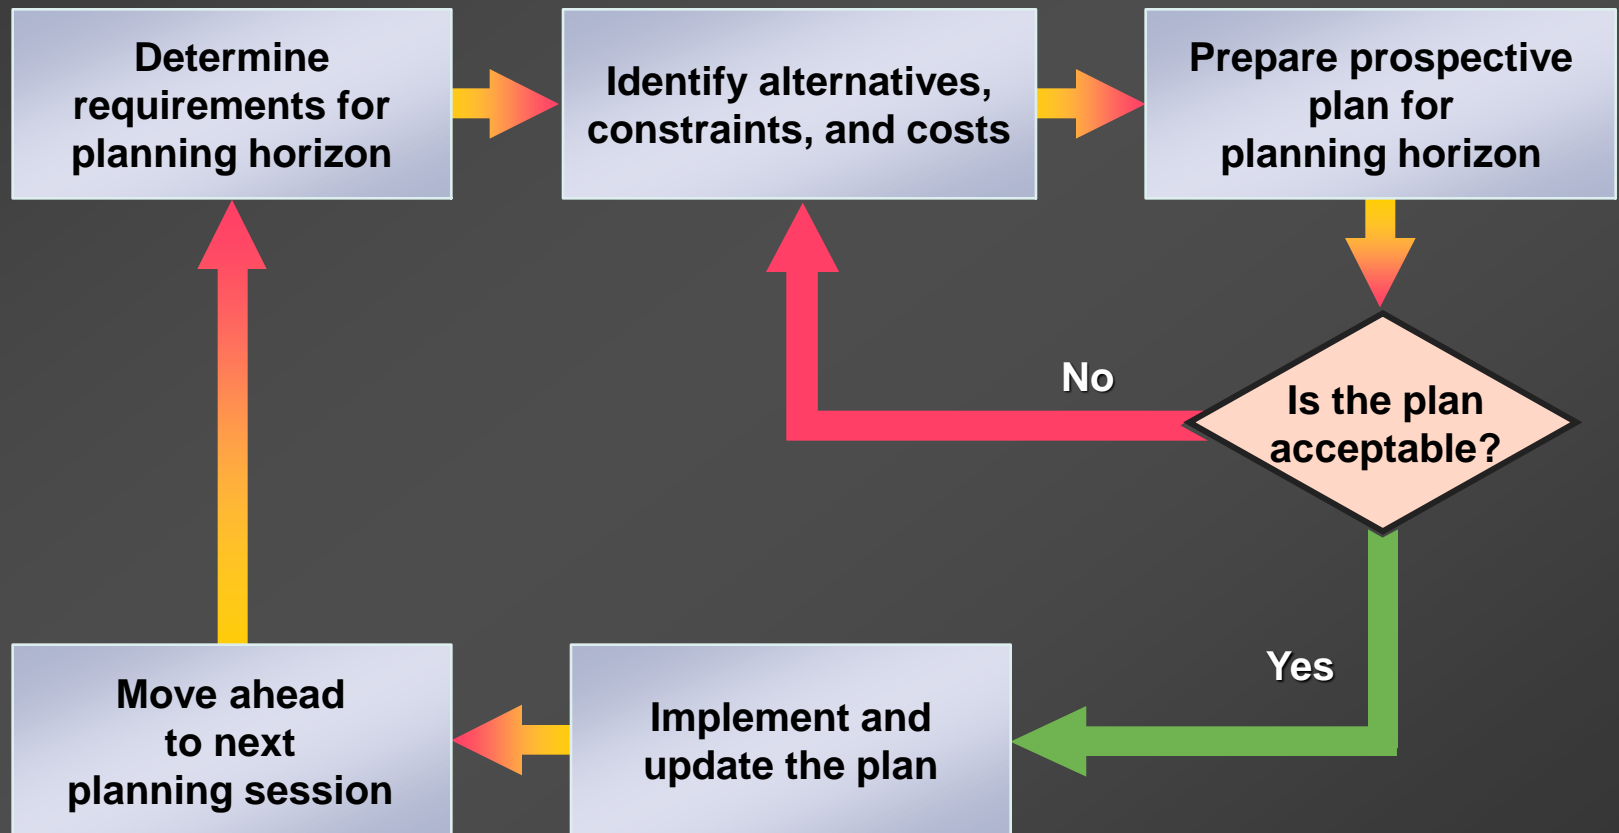 Determine
requirements for
planning horizon
Identify alternatives,
constraints, and costs
Prepare prospective
plan for
planning horizon
No
Is the plan
acceptable?
Yes
Move ahead
to next
planning session
Implement and
update the plan